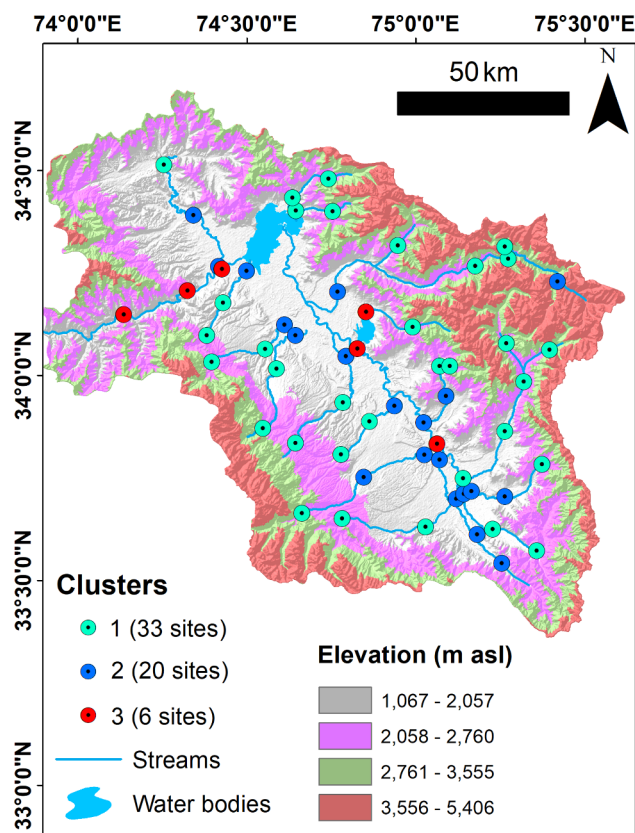 74°0'0"E 74°30'0"E 75°0'0"E 75°30'0"E
50 km
N
34°30'0"N
34°0'0"N
33°30'0"N
33°0'0"N
Clusters
1 (33 sites)
2 (20 sites)
3 (6 sites)
Streams
Water bodies
Elevation (m asl)
1,067 - 2,057
2,058 - 2,760
2,761 - 3,555
3,556 - 5,406